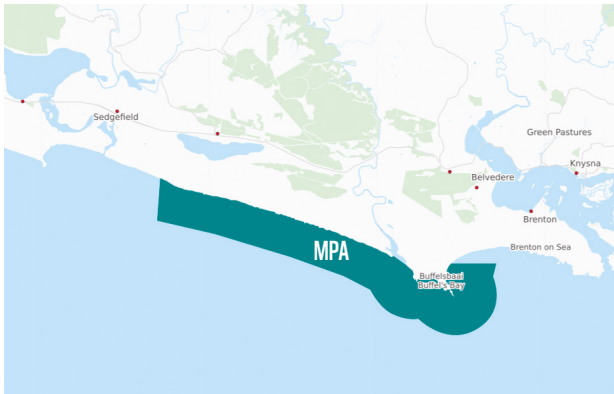 Sedgefield
Green Pastures
Knysna
Belvedere
Brenton
Brenton on Sea
MPA
Buffelsbaai
Buffel's Bay